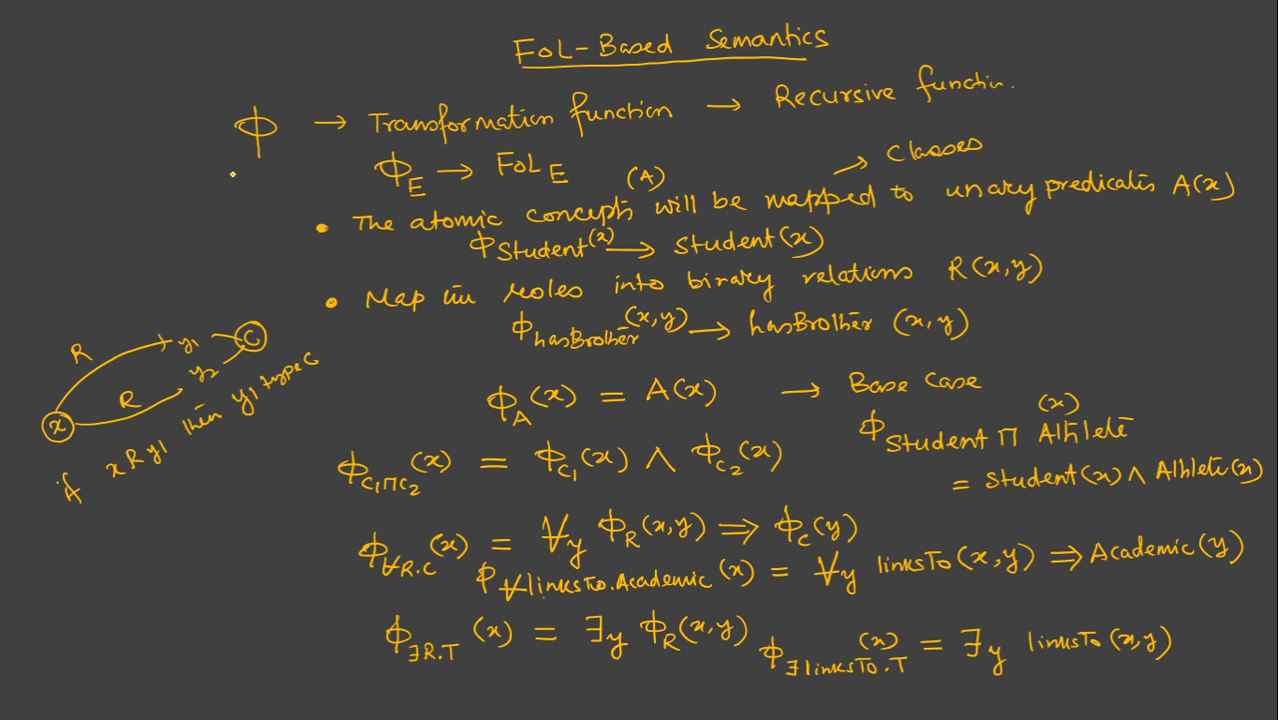 FOL-Based Semantics
ϕ → Transformation function → Recursive function.
ϕ_E → FOL_E
→ Classes
• The atomic concepts (A) will be mapped to unary predicates A(x)
ϕ_Student(x) → Student(x)
• Map the roles into binary relations R(x,y)
ϕ_hasBrother(x,y) → hasBrother (x,y)
R y1 C
x R y2
if x R y1 then y1 type C
ϕ_A(x) = A(x) → Base Case
ϕ_C1⊓C2(x) = ϕ_C1(x) ∧ ϕ_C2(x)
ϕ_Student ⊓ Athlete(x)
= Student(x) ∧ Athlete(x)
ϕ_∀R.C(x) = ∀y ϕ_R(x,y) ⇒ ϕ_C(y)
ϕ_∀linksTo.Academic(x) = ∀y linksTo(x,y) ⇒ Academic(y)
ϕ_∃R.T(x) = ∃y ϕ_R(x,y)
ϕ_∃linksTo.T(x) = ∃y linksTo(x,y)